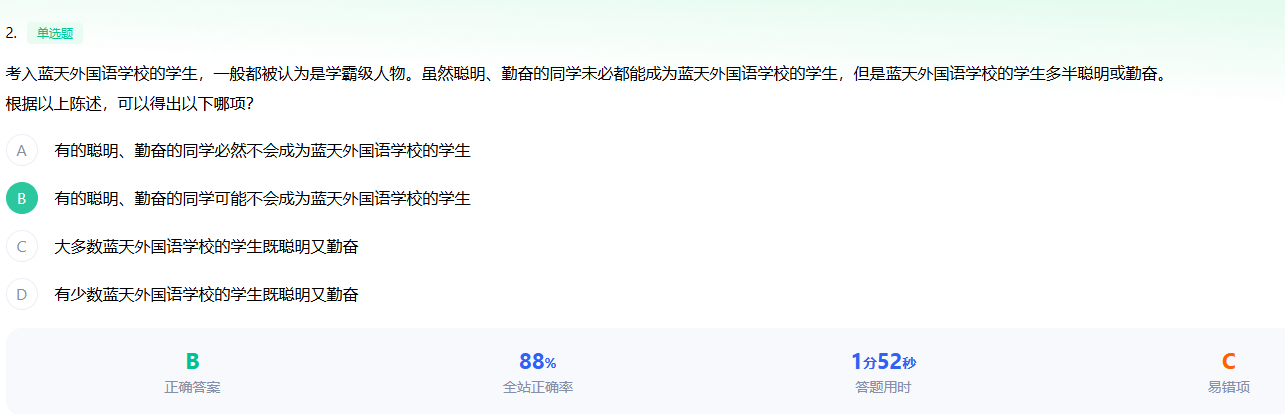 2. 单选题
考入蓝天外国语学校的学生，一般都被认为是学霸级人物。虽然聪明、勤奋的同学未必都能成为蓝天外国语学校的学生，但是蓝天外国语学校的学生多半聪明或勤奋。
根据以上陈述，可以得出以下哪项？
A 有的聪明、勤奋的同学必然不会成为蓝天外国语学校的学生
B 有的聪明、勤奋的同学可能不会成为蓝天外国语学校的学生
C 大多数蓝天外国语学校的学生既聪明又勤奋
D 有少数蓝天外国语学校的学生既聪明又勤奋
B 88% 1分52秒 C
正确答案 全站正确率 答题用时 易错项